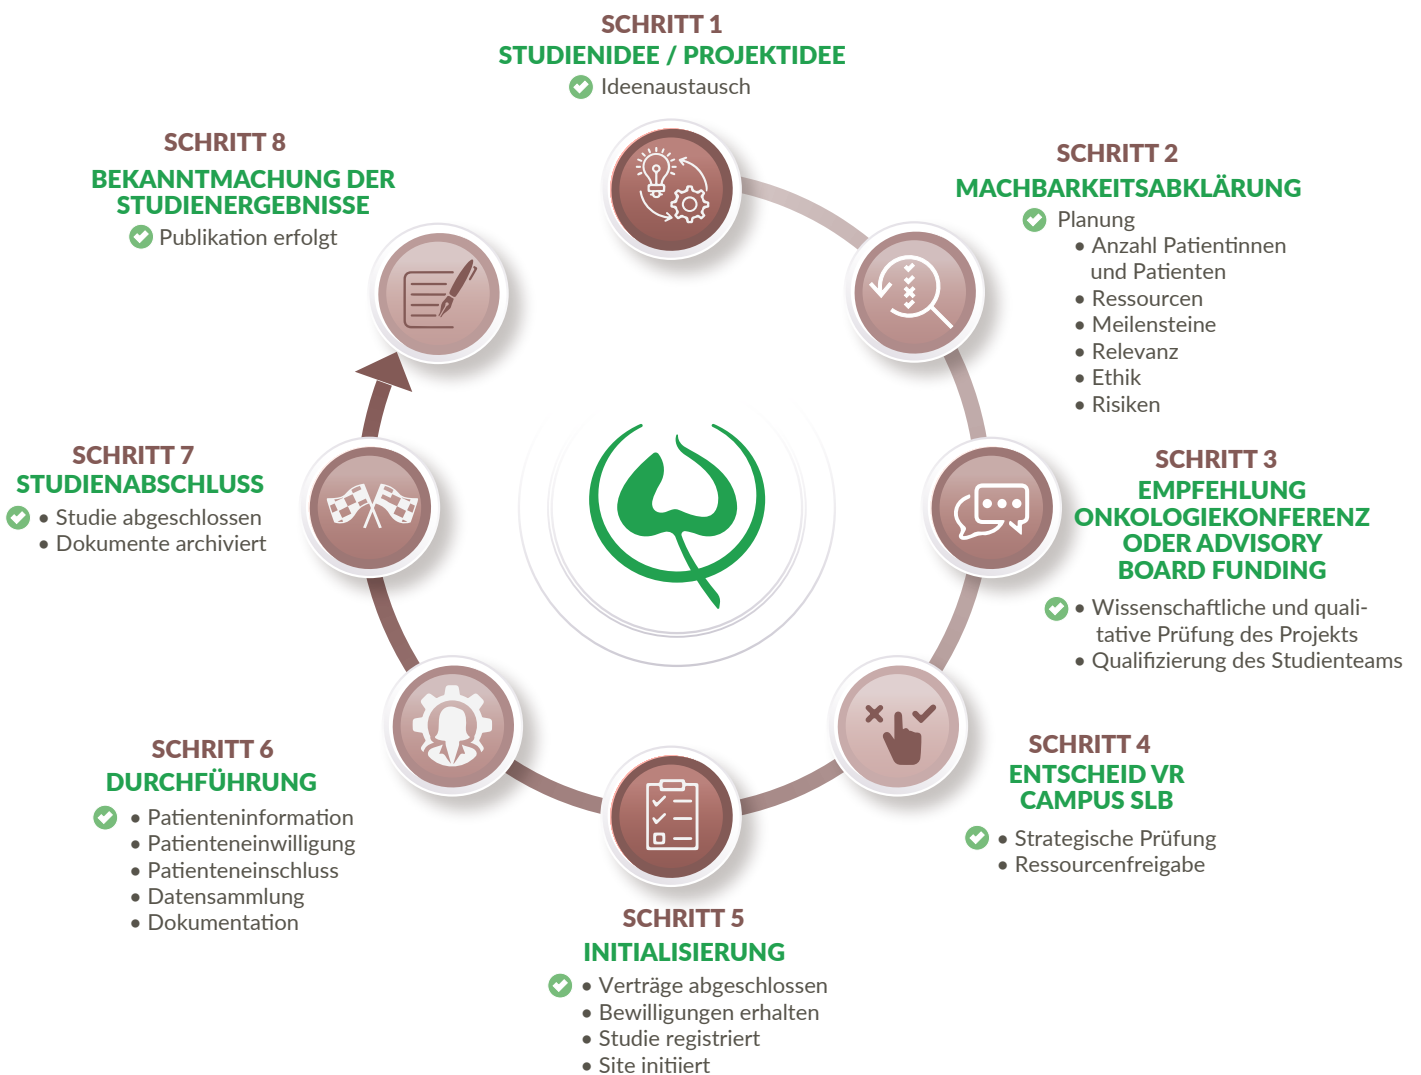 SCHRITT 1
STUDIENIDEE / PROJEKTIDEE
Ideenaustausch
SCHRITT 2
MACHBARKEITSABKLÄRUNG
Planung
• Anzahl Patientinnen
und Patienten
• Ressourcen
• Meilensteine
• Relevanz
• Ethik
• Risiken
SCHRITT 3
EMPFEHLUNG
ONKOLOGIEKONFERENZ
ODER ADVISORY
BOARD FUNDING
• Wissenschaftliche und quali-
tative Prüfung des Projekts
• Qualifizierung des Studienteams
SCHRITT 4
ENTSCHEID VR
CAMPUS SLB
• Strategische Prüfung
• Ressourcenfreigabe
SCHRITT 5
INITIALISIERUNG
• Verträge abgeschlossen
• Bewilligungen erhalten
• Studie registriert
• Site initiiert
SCHRITT 6
DURCHFÜHRUNG
• Patienteninformation
• Patienteneinwilligung
• Patienteneinschluss
• Datensammlung
• Dokumentation
SCHRITT 7
STUDIENABSCHLUSS
• Studie abgeschlossen
• Dokumente archiviert
SCHRITT 8
BEKANNTMACHUNG DER
STUDIENERGEBNISSE
Publikation erfolgt